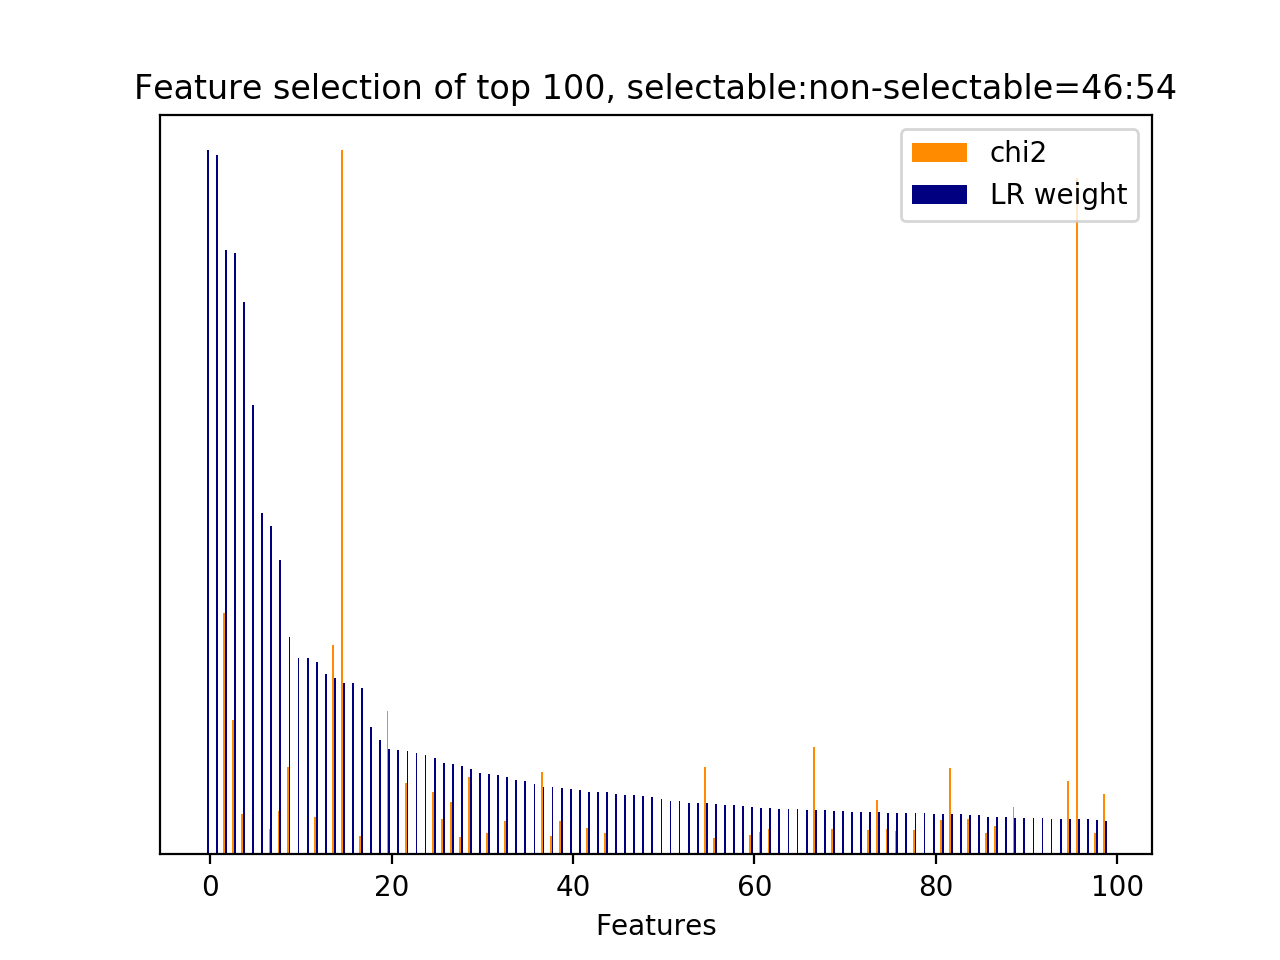 Feature selection of top 100, selectable:non-selectable=46:54
chi2
LR weight
0 20 40 60 80 100
Features